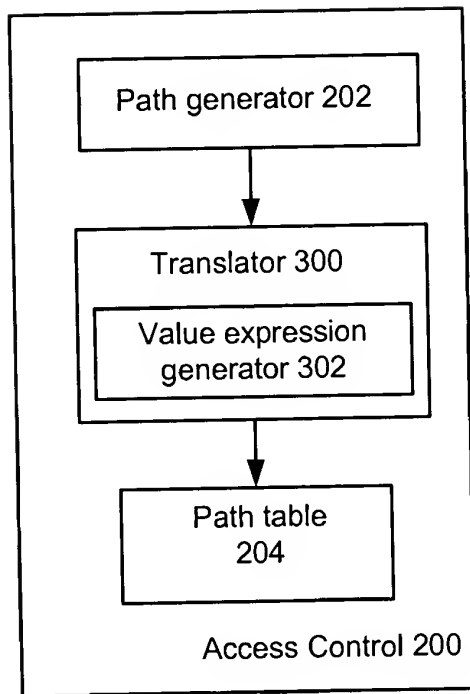 Path generator 202
Translator 300
Value expression
generator 302
Path table
204
Access Control 200